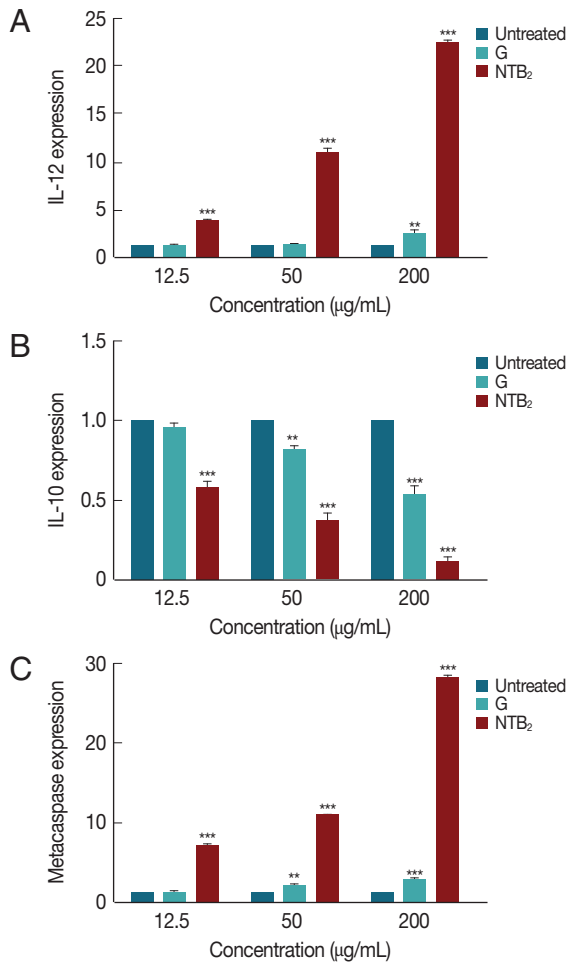 A
IL-12 expression
25
20
15
10
5
0
***
***
***
**
Untreated
G
NTB₂
12.5 50 200
Concentration (µg/mL)
B
IL-10 expression
1.5
1.0
0.5
0
***
**
***
***
***
Untreated
G
NTB₂
12.5 50 200
Concentration (µg/mL)
C
Metacaspase expression
30
20
10
0
***
**
***
***
***
Untreated
G
NTB₂
12.5 50 200
Concentration (µg/mL)